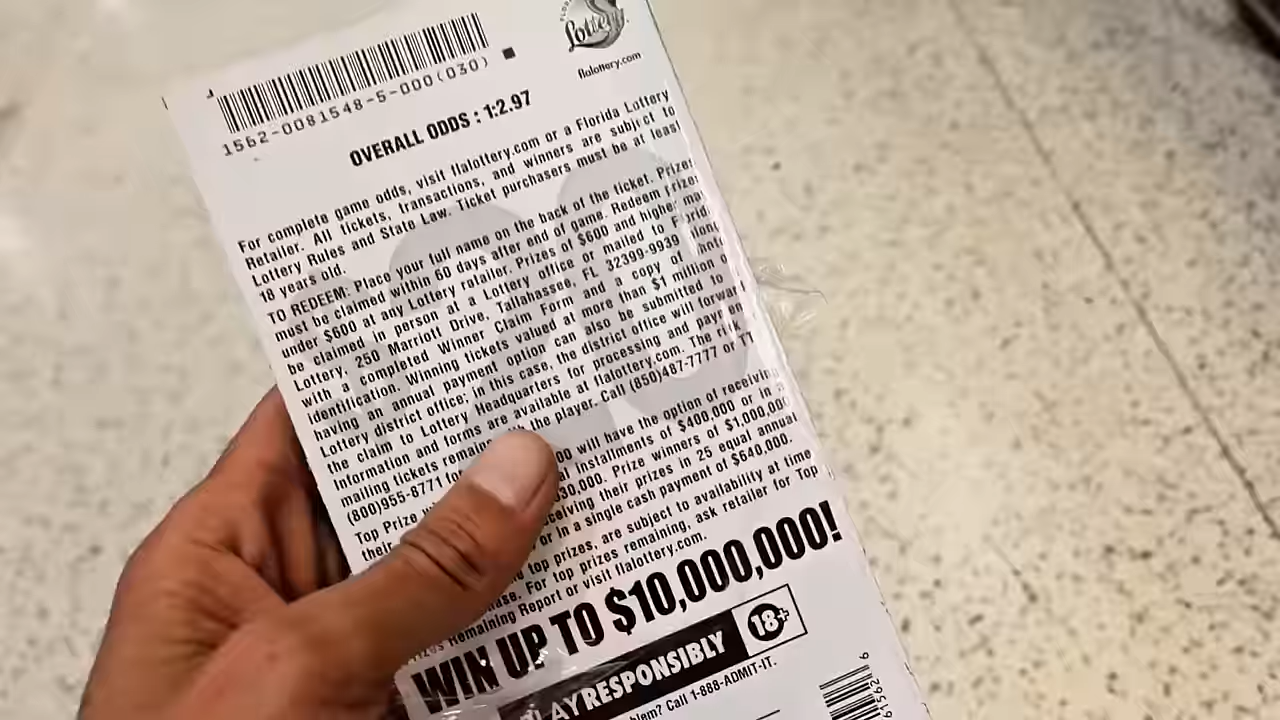 Lottery
flalottery.com
1562-0081548-5-000(030)
OVERALL ODDS : 1:2.97
For complete game odds, visit flalottery.com or a Florida Lottery
Retailer. All tickets, transactions, and winners are subject to
Lottery Rules and State Law. Ticket purchasers must be at least
18 years old.
TO REDEEM: Place your full name on the back of the ticket. Prizes
must be claimed within 60 days after end of game. Redeem Prizes
under $600 at any Lottery retailer. Prizes of $600 and higher may
be claimed in person at a Lottery office or mailed to Florida
Lottery, 250 Marriott Drive, Tallahassee, FL 32399-9939
with a completed Winner Claim Form and a copy of
identification. Winning tickets valued at more than $1 million
having an annual payment option can also be submitted to
Lottery district office; in this case, the district office will forward
the claim to Lottery Headquarters for processing and
Information and forms are available at flalottery.com. The risk
mailing tickets remains the player. Call (850)487-7777 or
(800)955-8771
Top Prize will have the option of receiving
their installments of $400,000 or in a
030,000. Prize winners of $1,000,000
receiving their prizes in 25 equal annual
or in a single cash payment of $640,000.
top prizes, are subject to availability at time
For top prizes remaining, ask retailer for Top
Remaining Report or visit flalottery.com.
WIN UP TO $10,000,000!
PLAYRESPONSIBLY 18+
Call 1-888-ADMIT-IT.